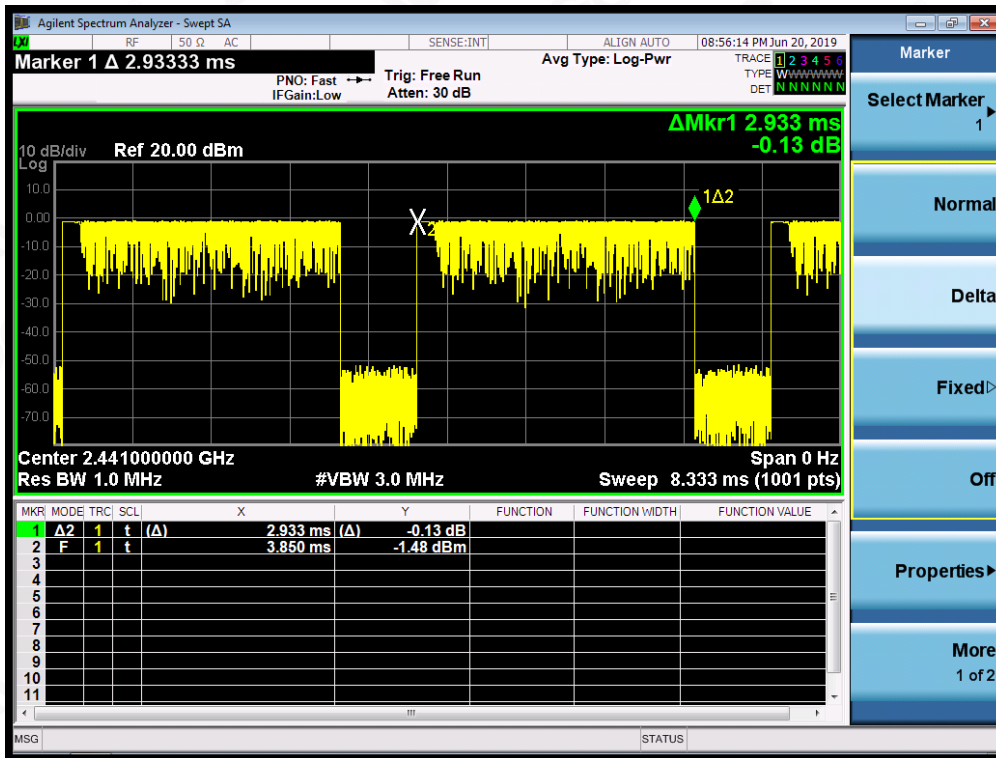 Agilent Spectrum Analyzer - Swept SA
LXI RF 50 Ω AC SENSE:INT ALIGN AUTO 08:56:14 PM Jun 20, 2019
Marker 1 Δ 2.93333 ms
PNO: Fast
IFGain:Low
Trig: Free Run
Atten: 30 dB
Avg Type: Log-Pwr
TRACE 1 2 3 4 5 6
TYPE WWWWWWW
DET N N N N N N
ΔMkr1 2.933 ms
-0.13 dB
10 dB/div Ref 20.00 dBm
Log
10.0
0.00
-10.0
-20.0
-30.0
-40.0
-50.0
-60.0
-70.0
1Δ2
2
Center 2.441000000 GHz Span 0 Hz
Res BW 1.0 MHz #VBW 3.0 MHz Sweep 8.333 ms (1001 pts)
MKR MODE TRC SCL X Y FUNCTION FUNCTION WIDTH FUNCTION VALUE
1 Δ2 1 t (Δ) 2.933 ms (Δ) -0.13 dB
2 F 1 t 3.850 ms -1.48 dBm
3
4
5
6
7
8
9
10
11
MSG STATUS
Marker
Select Marker
1
Normal
Delta
Fixed
Off
Properties
More
1 of 2